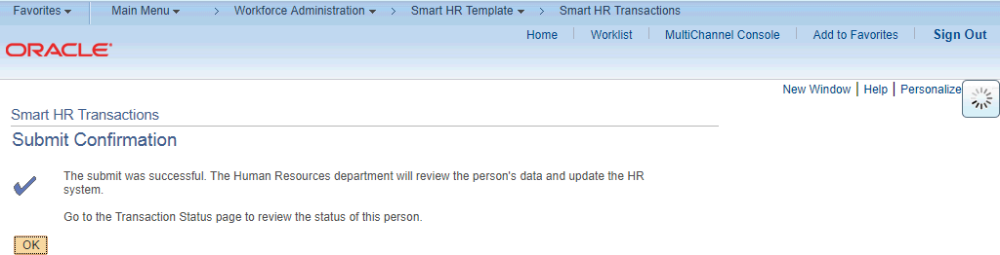 Favorites Main Menu > Workforce Administration > Smart HR Template > Smart HR Transactions
Home Worklist MultiChannel Console Add to Favorites Sign Out
ORACLE
New Window | Help | Personalize
Smart HR Transactions
Submit Confirmation
The submit was successful. The Human Resources department will review the person's data and update the HR
system.
Go to the Transaction Status page to review the status of this person.
OK